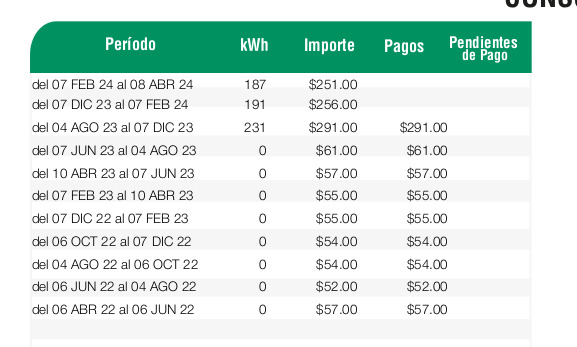 Período kWh Importe Pagos Pendientes de Pago
del 07 FEB 24 al 08 ABR 24 187 $251.00
del 07 DIC 23 al 07 FEB 24 191 $256.00
del 04 AGO 23 al 07 DIC 23 231 $291.00 $291.00
del 07 JUN 23 al 04 AGO 23 0 $61.00 $61.00
del 10 ABR 23 al 07 JUN 23 0 $57.00 $57.00
del 07 FEB 23 al 10 ABR 23 0 $55.00 $55.00
del 07 DIC 22 al 07 FEB 23 0 $55.00 $55.00
del 06 OCT 22 al 07 DIC 22 0 $54.00 $54.00
del 04 AGO 22 al 06 OCT 22 0 $54.00 $54.00
del 06 JUN 22 al 04 AGO 22 0 $52.00 $52.00
del 06 ABR 22 al 06 JUN 22 0 $57.00 $57.00